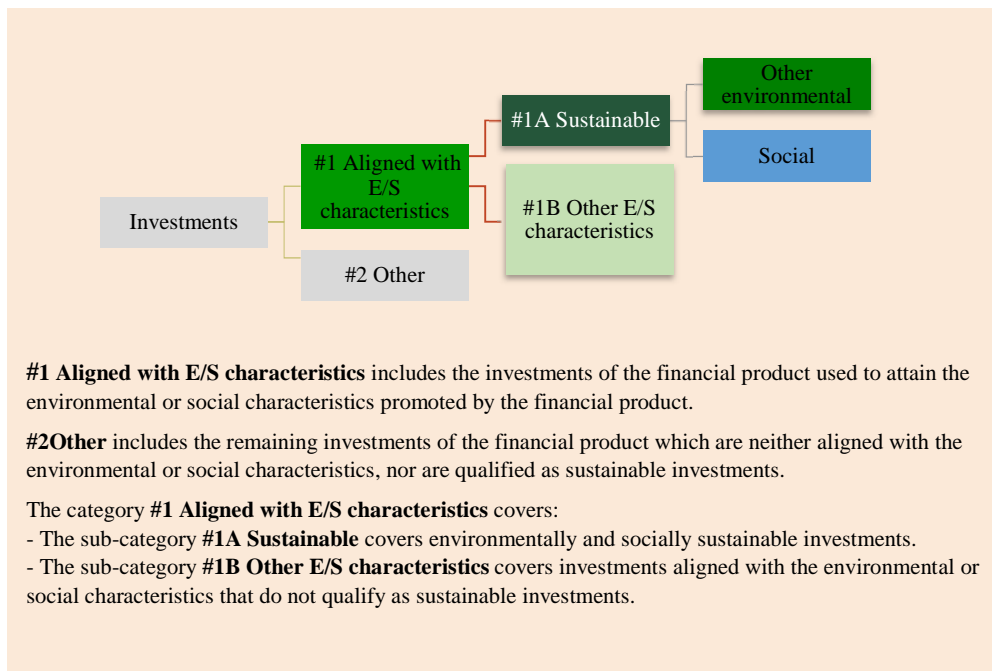 Other
environmental
#1A Sustainable
Social
#1 Aligned with
E/S
characteristics
#1B Other E/S
characteristics
Investments
#2 Other
#1 Aligned with E/S characteristics includes the investments of the financial product used to attain the
environmental or social characteristics promoted by the financial product.
#2Other includes the remaining investments of the financial product which are neither aligned with the
environmental or social characteristics, nor are qualified as sustainable investments.
The category #1 Aligned with E/S characteristics covers:
- The sub-category #1A Sustainable covers environmentally and socially sustainable investments.
- The sub-category #1B Other E/S characteristics covers investments aligned with the environmental or
social characteristics that do not qualify as sustainable investments.